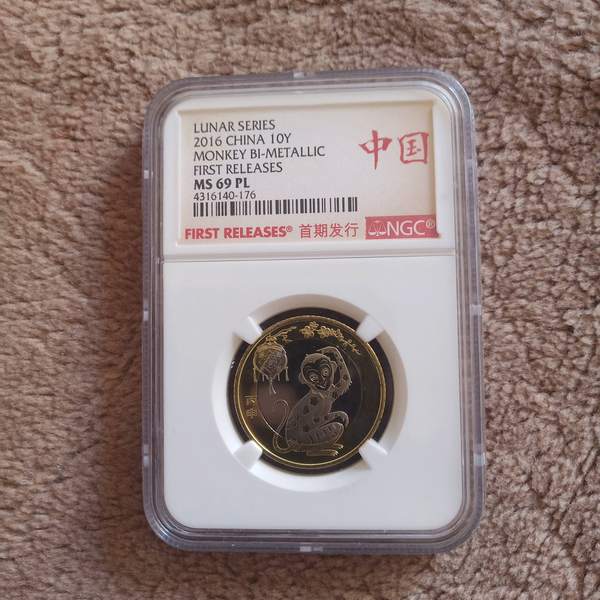 LUNAR SERIES
2016 CHINA 10Y
MONKEY BI-METALLIC
FIRST RELEASES
MS 69 PL
4316140-176
中国
FIRST RELEASES® 首期发行 NGC®